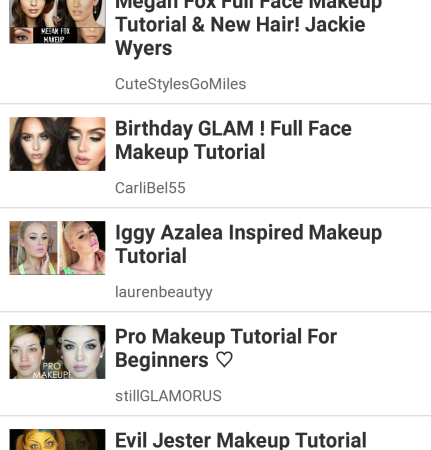 Megan Fox Full Face Makeup
Tutorial & New Hair! Jackie
Wyers
MEGAN FOX
MAKEUP
CuteStylesGoMiles
Birthday GLAM ! Full Face
Makeup Tutorial
CarliBel55
Iggy Azalea Inspired Makeup
Tutorial
laurenbeautyy
Pro Makeup Tutorial For
Beginners ♡
PRO
MAKEUP!
stillGLAMORUS
Evil Jester Makeup Tutorial